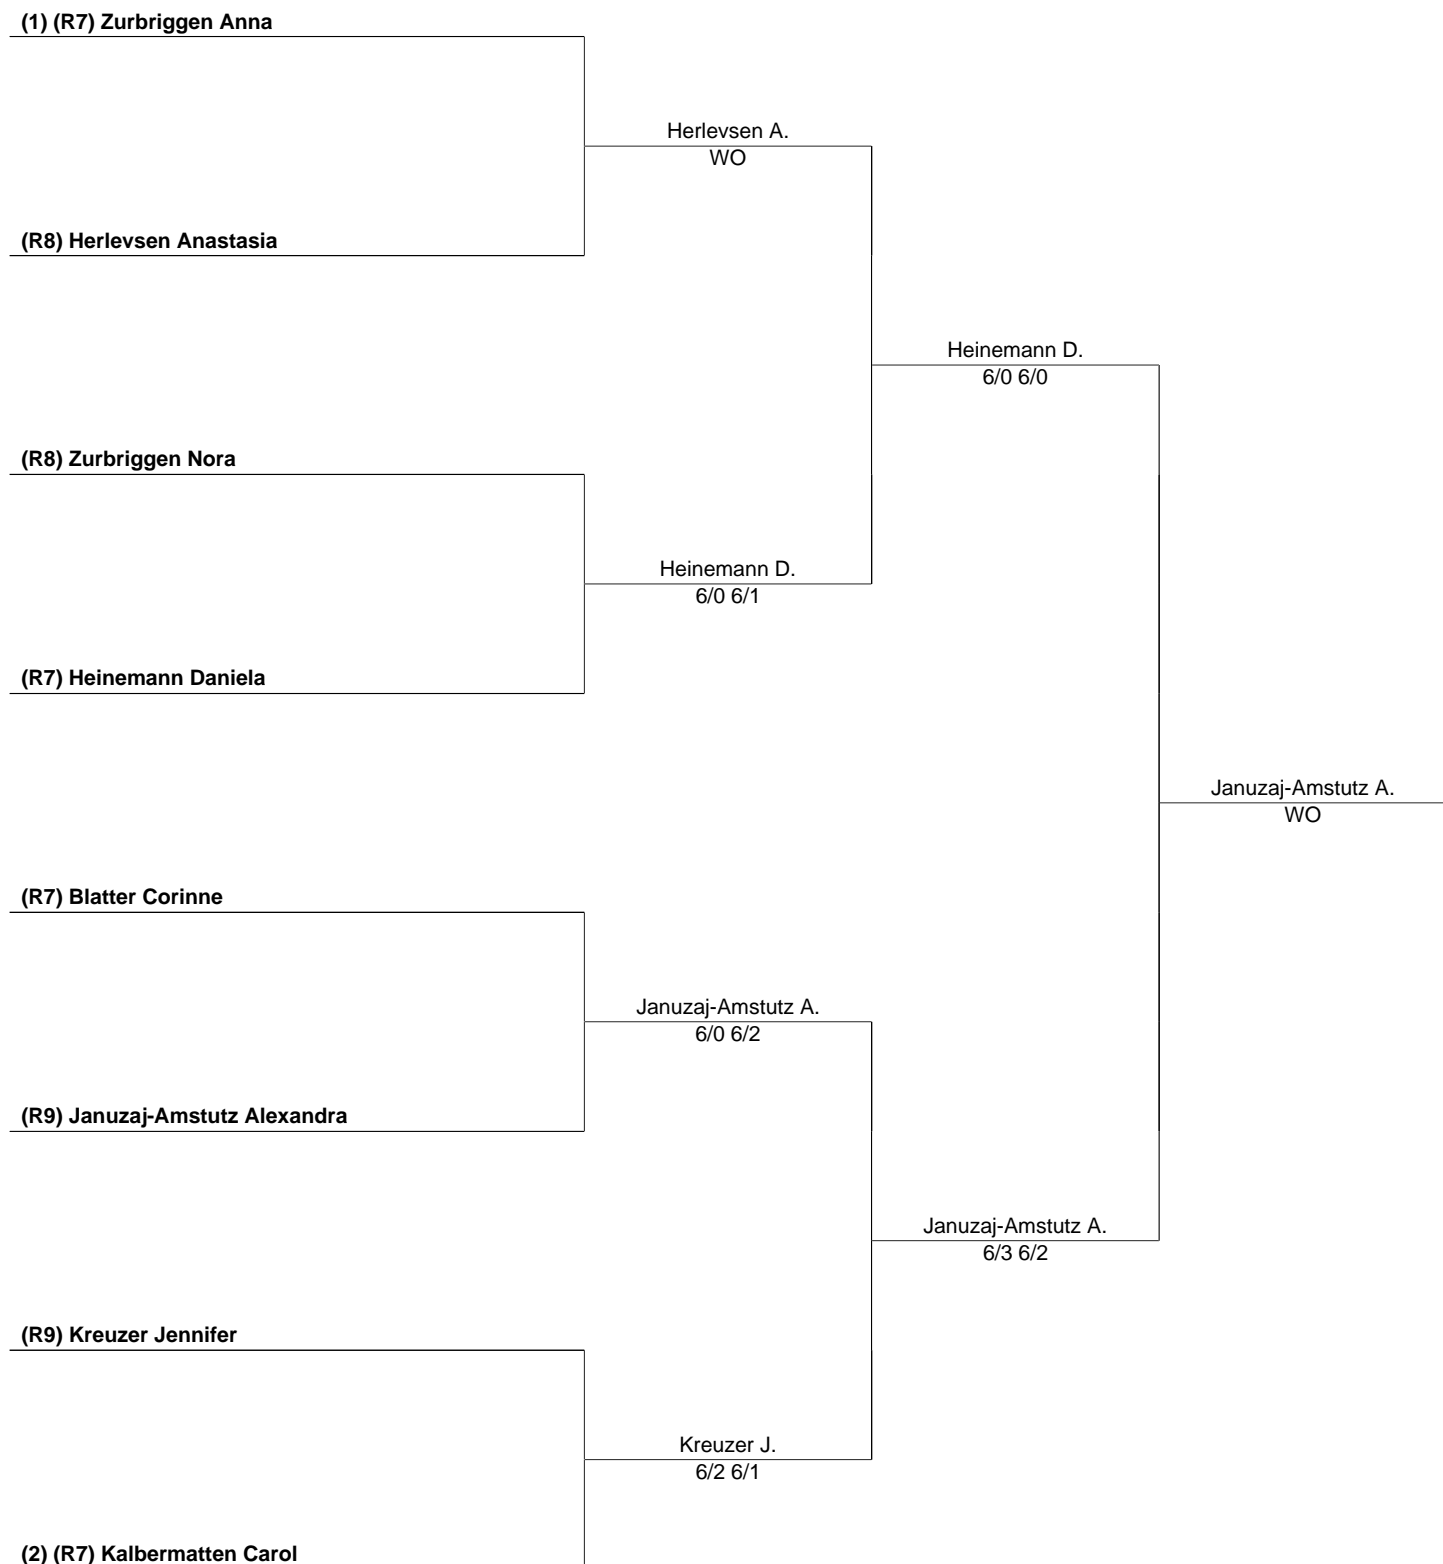 (1) (R7) Zurbriggen Anna
Herlevsen A.
WO
(R8) Herlevsen Anastasia
Heinemann D.
6/0 6/0
(R8) Zurbriggen Nora
Heinemann D.
6/0 6/1
(R7) Heinemann Daniela
Januzaj-Amstutz A.
WO
(R7) Blatter Corinne
Januzaj-Amstutz A.
6/0 6/2
(R9) Januzaj-Amstutz Alexandra
Januzaj-Amstutz A.
6/3 6/2
(R9) Kreuzer Jennifer
Kreuzer J.
6/2 6/1
(2) (R7) Kalbermatten Carol